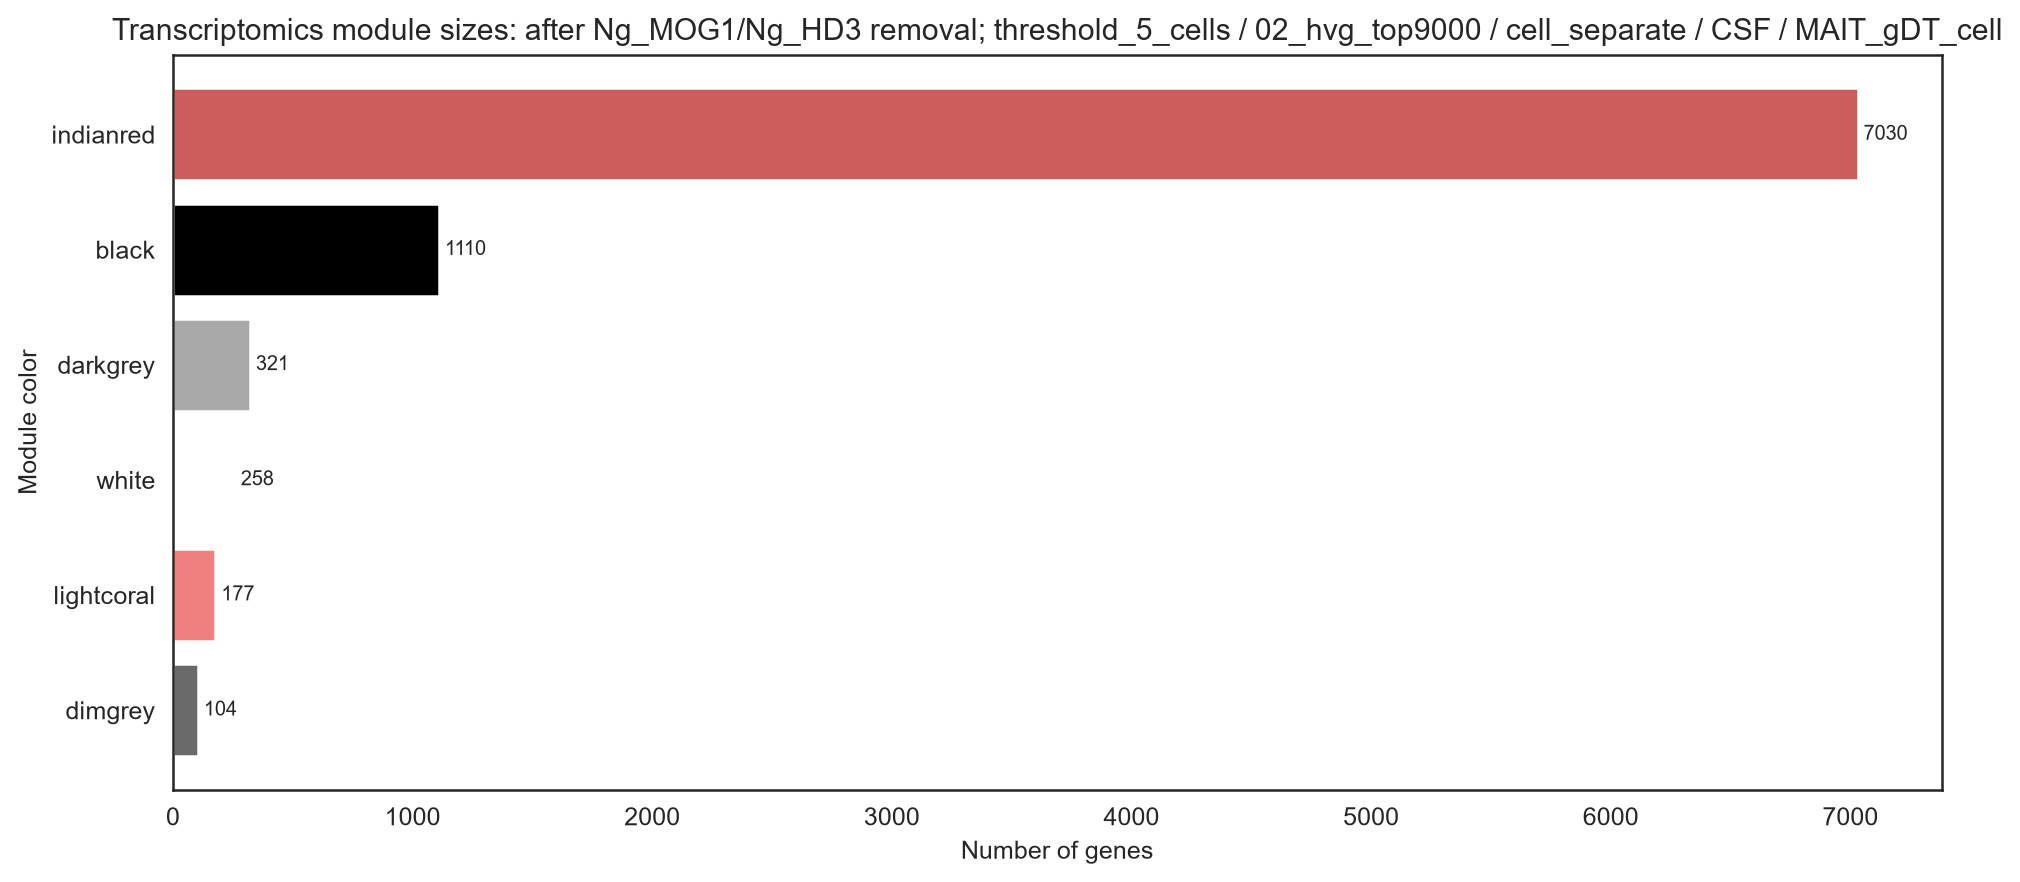 Transcriptomics module sizes: after Ng_MOG1/Ng_HD3 removal; threshold_5_cells / 02_hvg_top9000 / cell_separate / CSF / MAIT_gDT_cell
indianred
7030
black
1110
darkgrey
321
white
258
lightcoral
177
dimgrey
104
Module color
0 1000 2000 3000 4000 5000 6000 7000
Number of genes